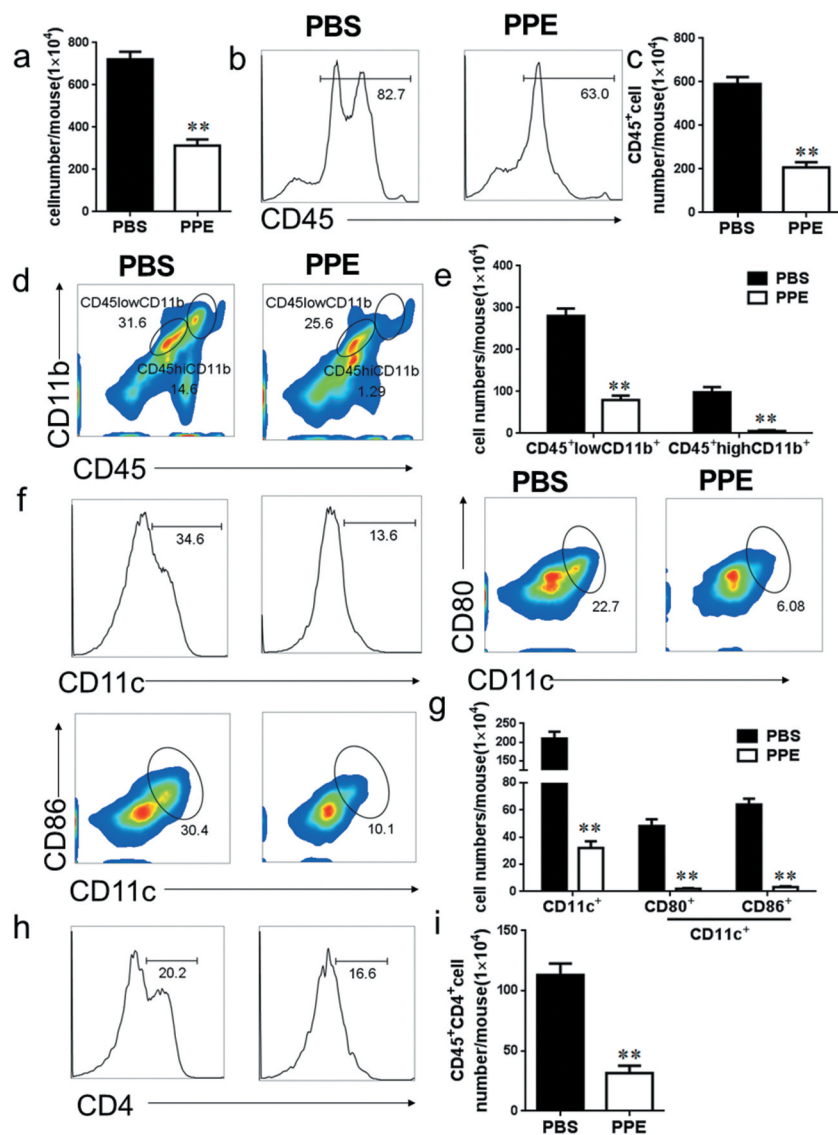 a
cellnumber/mouse(1×10⁴)
800
600
400
200
0
**
PBS
PPE
b
PBS
PPE
82.7
63.0
CD45
c
CD45⁺cell
number/mouse(1×10⁴)
800
600
400
200
0
**
PBS
PPE
d
PBS
PPE
CD45lowCD11b
31.6
CD45hiCD11b
14.6
CD45lowCD11b
25.6
CD45hiCD11b
1.29
CD11b
CD45
e
cell numbers/mouse(1×10⁴)
400
300
200
100
0
PBS
PPE
**
**
CD45⁺lowCD11b⁺
CD45⁺highCD11b⁺
f
34.6
13.6
CD11c
PBS
PPE
CD80
22.7
6.08
CD11c
CD86
30.4
10.1
CD11c
g
cell numbers/mouse(1×10⁴)
250
200
150
100
80
60
40
20
0
PBS
PPE
**
**
**
CD11c⁺
CD80⁺
CD86⁺
CD11c⁺
h
20.2
16.6
CD4
i
CD45⁺CD4⁺cell
number/mouse(1×10⁴)
150
100
50
0
**
PBS
PPE